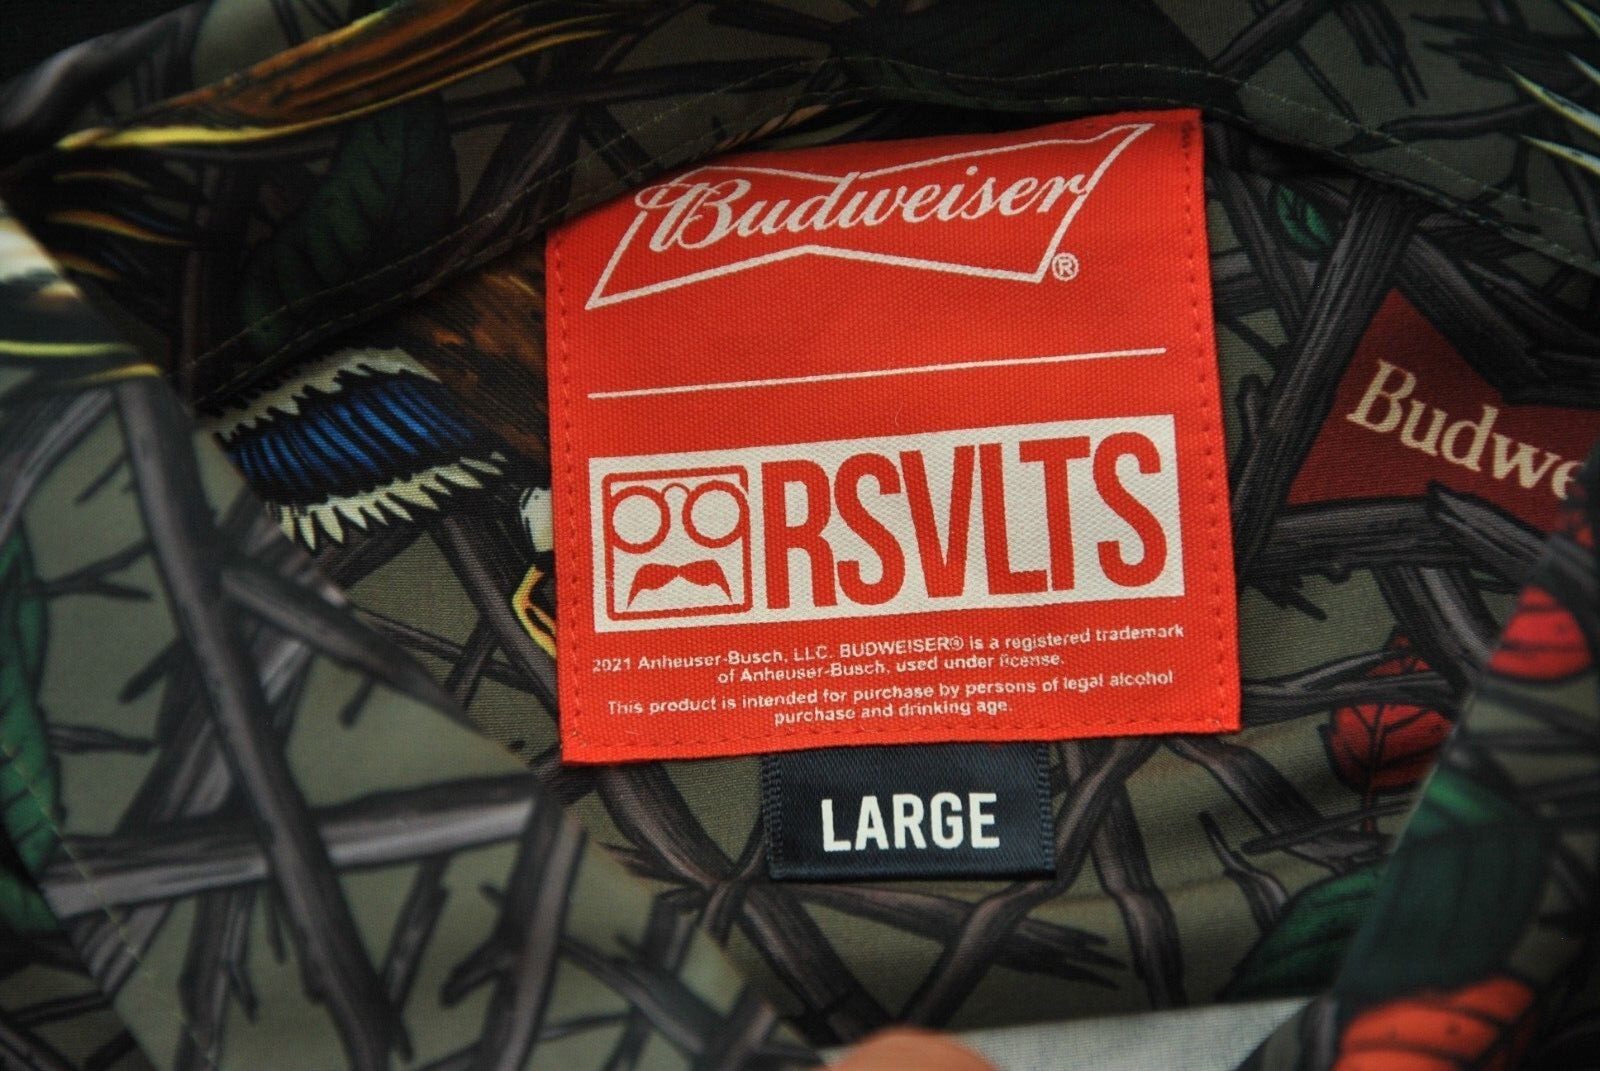 Budweiser
®
RSVLTS
Budwe
2021 Anheuser-Busch, LLC. BUDWEISER® is a registered trademark
of Anheuser-Busch, used under license.
This product is intended for purchase by persons of legal alcohol
purchase and drinking age.
LARGE